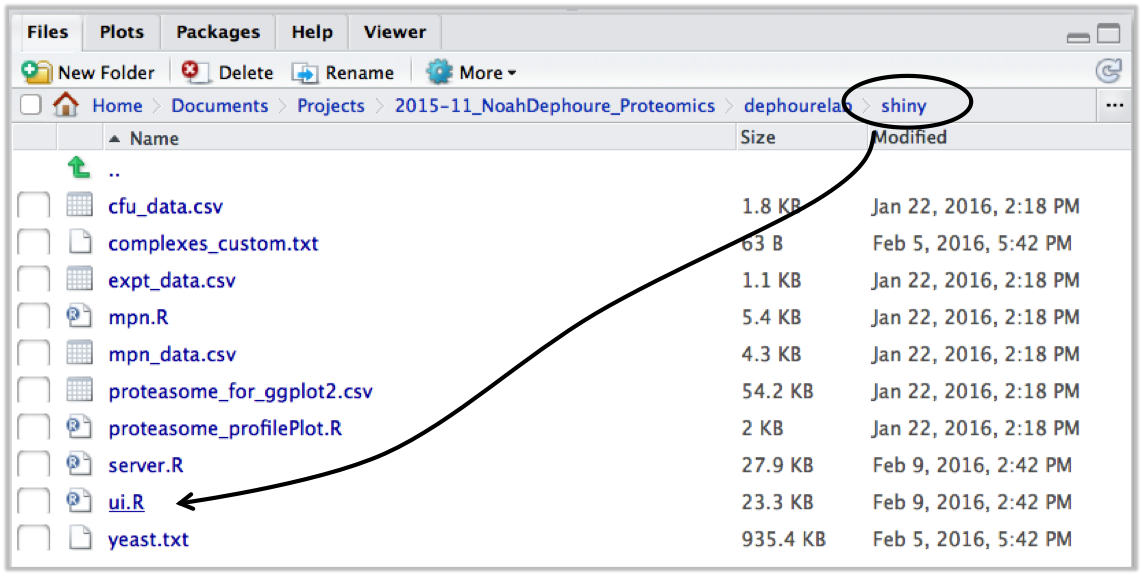 Files Plots Packages Help Viewer
New Folder Delete Rename More
Home Documents Projects 2015-11_NoahDephoure_Proteomics dephourelab shiny ...
Name Size Modified
..
cfu_data.csv 1.8 KB Jan 22, 2016, 2:18 PM
complexes_custom.txt 63 B Feb 5, 2016, 5:42 PM
expt_data.csv 1.1 KB Jan 22, 2016, 2:18 PM
mpn.R 5.4 KB Jan 22, 2016, 2:18 PM
mpn_data.csv 4.3 KB Jan 22, 2016, 2:18 PM
proteasome_for_ggplot2.csv 54.2 KB Jan 22, 2016, 2:18 PM
proteasome_profilePlot.R 2 KB Jan 22, 2016, 2:18 PM
server.R 27.9 KB Feb 9, 2016, 2:42 PM
ui.R 23.3 KB Feb 9, 2016, 2:42 PM
yeast.txt 935.4 KB Feb 5, 2016, 5:42 PM